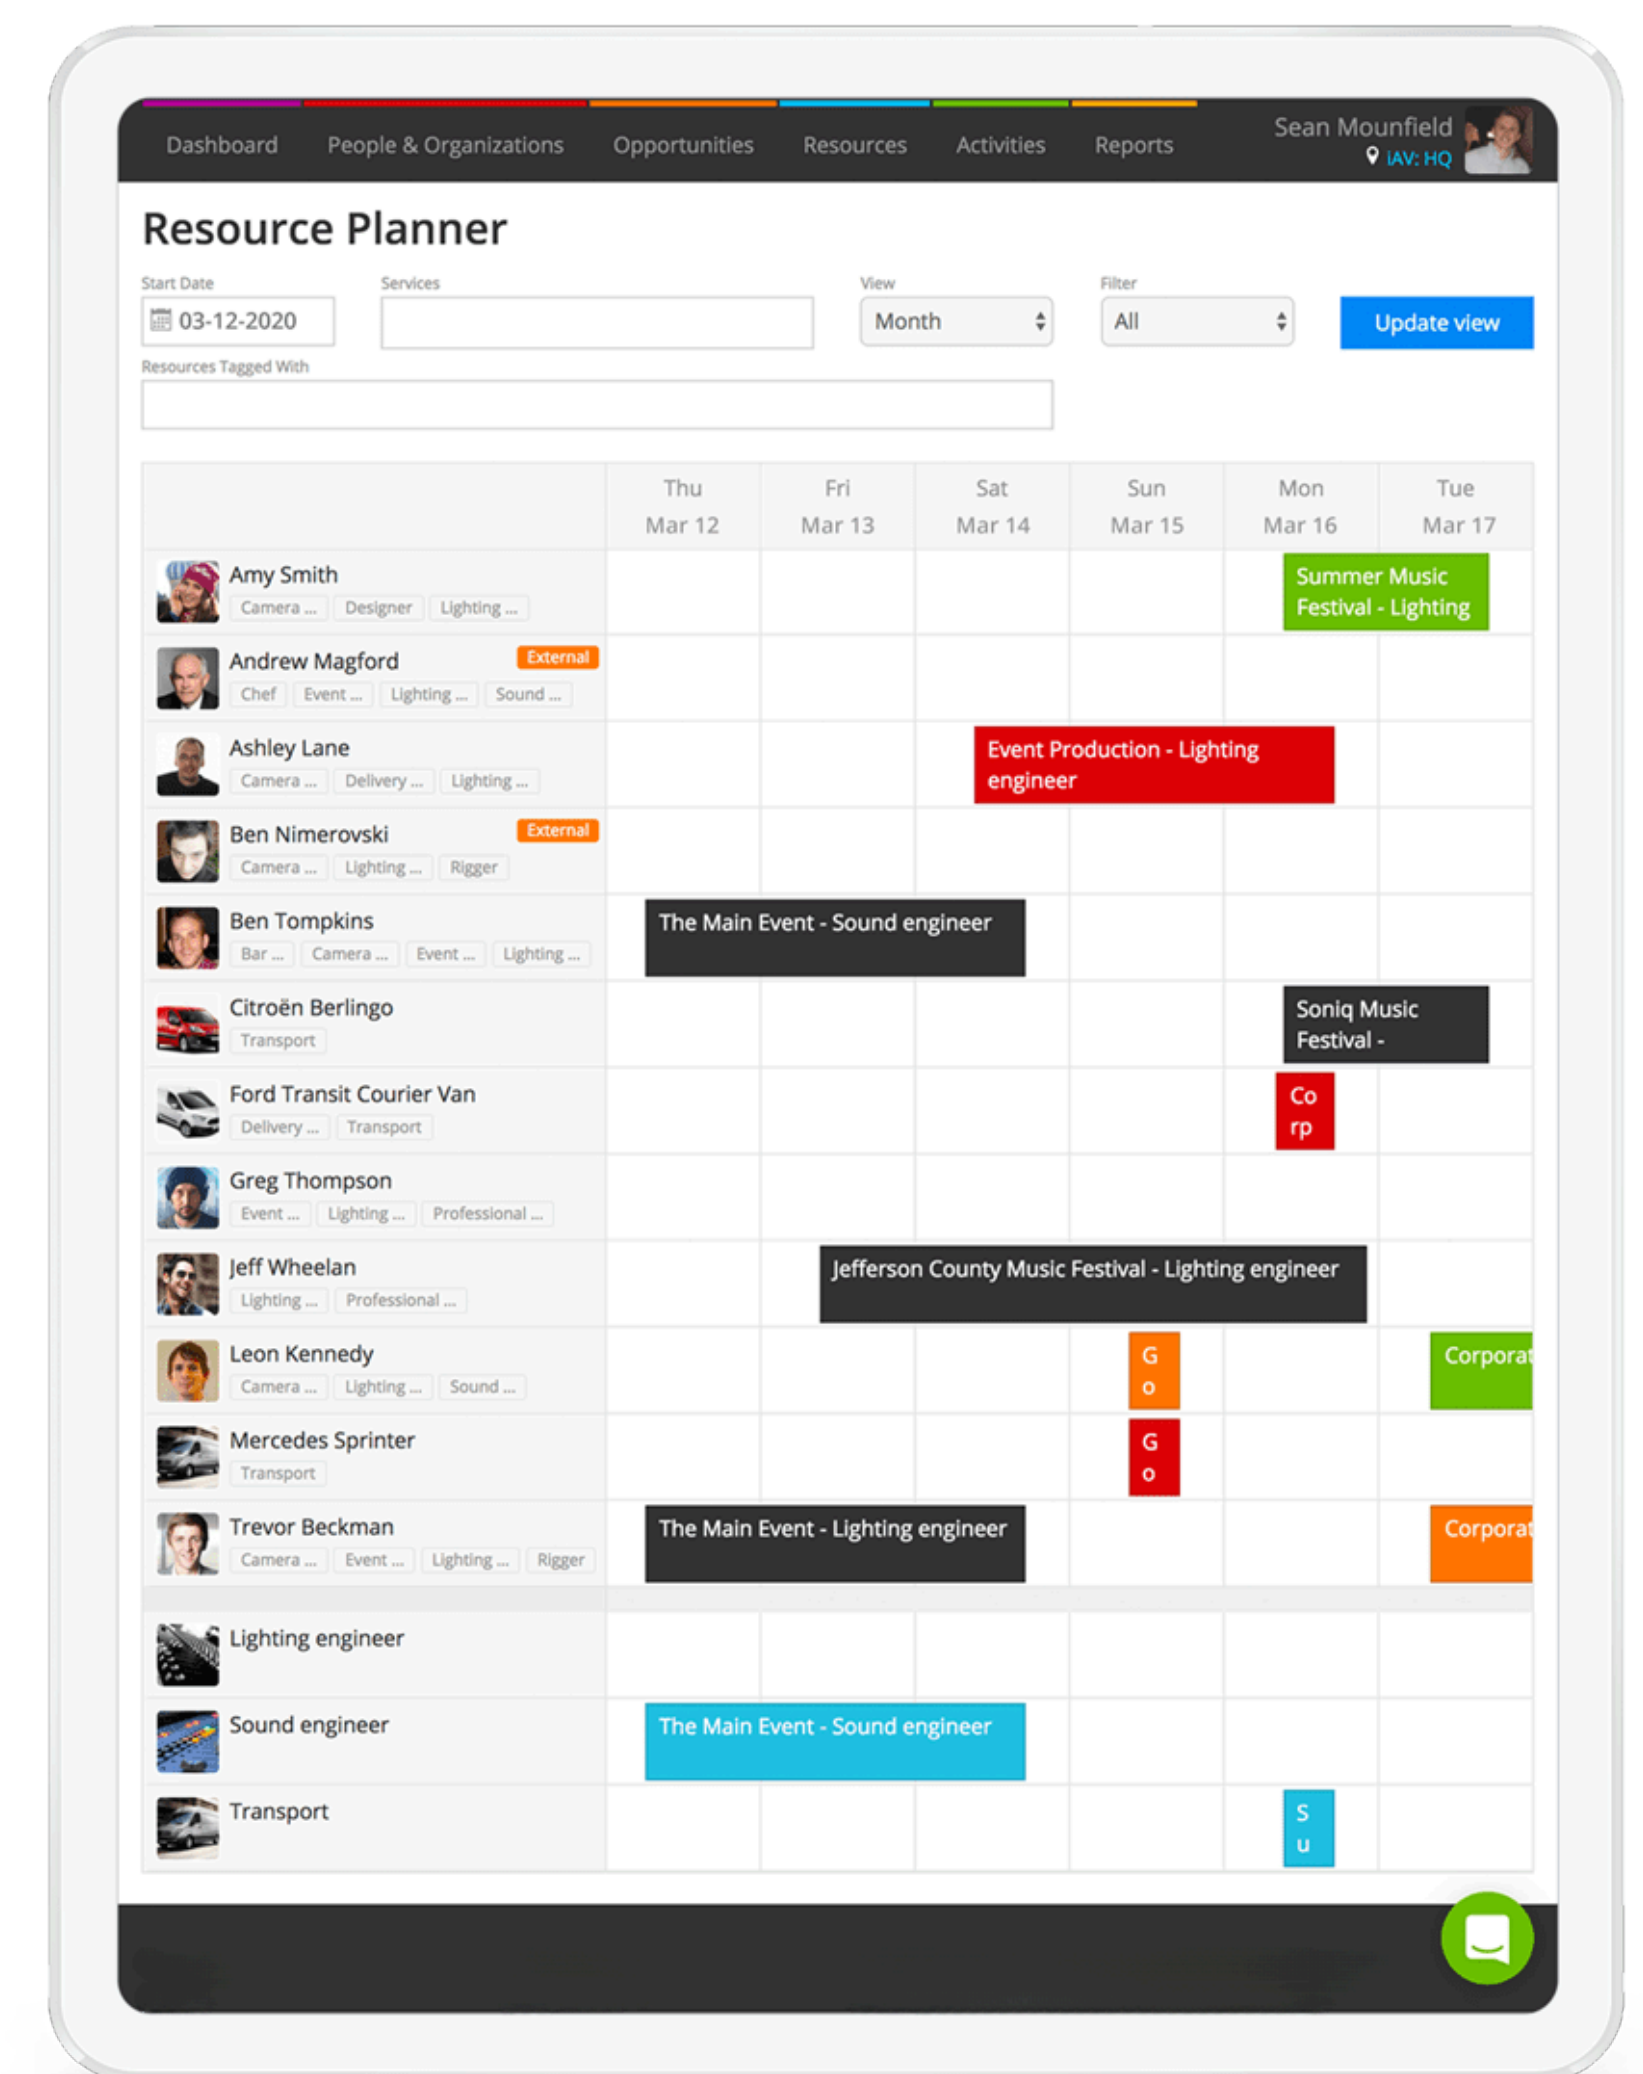 Dashboard People & Organizations Opportunities Resources Activities Reports
Sean Mounfield
iAV: HQ
Resource Planner
Start Date Services View Filter
03-12-2020 Month All Update view
Resources Tagged With
Thu Fri Sat Sun Mon Tue
Mar 12 Mar 13 Mar 14 Mar 15 Mar 16 Mar 17
Amy Smith
Camera ... Designer Lighting ...
Summer Music
Festival - Lighting
Andrew Magford External
Chef Event ... Lighting ... Sound ...
Ashley Lane
Camera ... Delivery ... Lighting ...
Event Production - Lighting
engineer
Ben Nimerovski External
Camera ... Lighting ... Rigger
Ben Tompkins
Bar ... Camera ... Event ... Lighting ...
The Main Event - Sound engineer
Citroën Berlingo
Transport
Soniq Music
Festival -
Ford Transit Courier Van
Delivery ... Transport
Co
rp
Greg Thompson
Event ... Lighting ... Professional ...
Jeff Wheelan
Lighting ... Professional ...
Jefferson County Music Festival - Lighting engineer
Leon Kennedy
Camera ... Lighting ... Sound ...
G
o
Corporat
Mercedes Sprinter
Transport
G
o
Trevor Beckman
Camera ... Event ... Lighting ... Rigger
The Main Event - Lighting engineer
Corporat
Lighting engineer
Sound engineer
The Main Event - Sound engineer
Transport
S
u